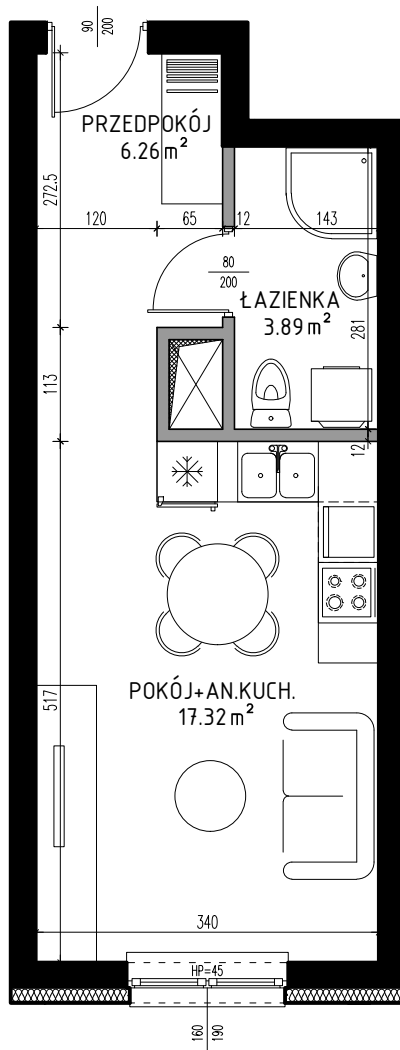 90
200
PRZEDPOKÓJ
6.26 m²
272.5
120
65
12
143
80
200
ŁAZIENKA
3.89 m²
281
113
12
POKÓJ+AN.KUCH.
17.32 m²
517
340
HP=45
160
190